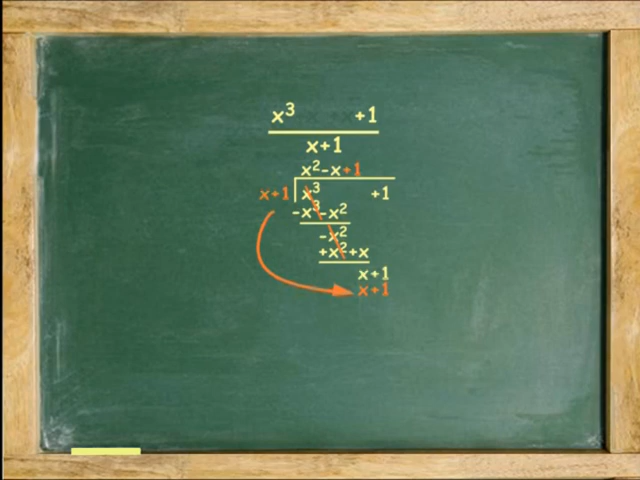 x³ +1
x+1
x²-x+1
x+1 x³ +1
-x³-x²
-x²
+x²+x
x+1
x+1